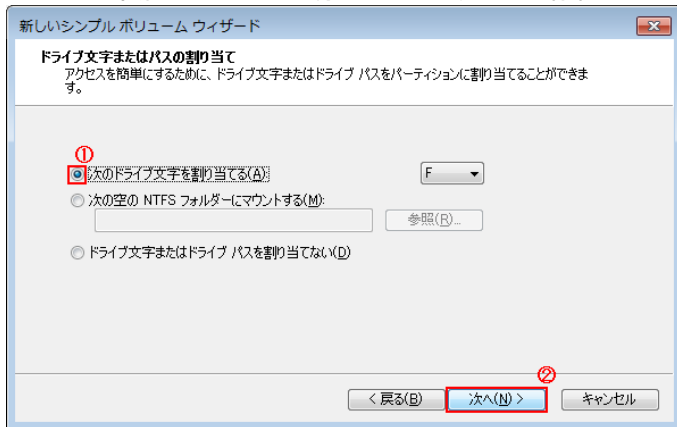 新しいシンプル ボリューム ウィザード
ドライブ文字またはパスの割り当て
アクセスを簡単にするために、ドライブ文字またはドライブ パスをパーティションに割り当てることができま
す。
①
次のドライブ文字を割り当てる(A): F
次の空の NTFS フォルダーにマウントする(M):
参照(R)...
ドライブ文字またはドライブ パスを割り当てない(D)
②
< 戻る(B) 次へ(N) > キャンセル